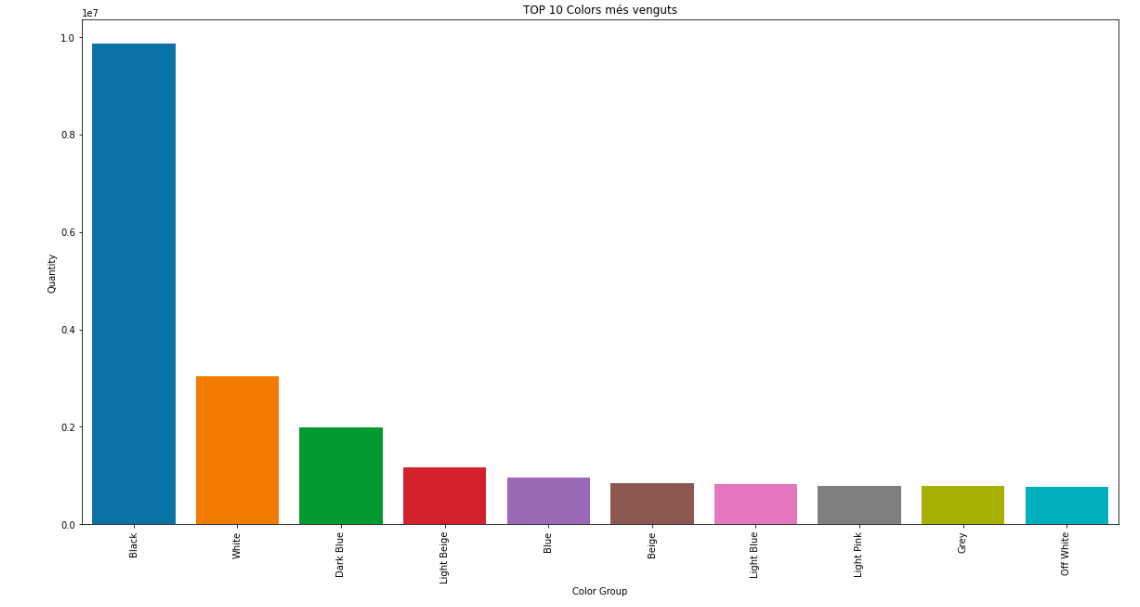 TOP 10 Colors més venguts
1e7
1.0
0.8
0.6
0.4
0.2
0.0
Quantity
Black
White
Dark Blue
Light Beige
Blue
Beige
Light Blue
Light Pink
Grey
Off White
Color Group